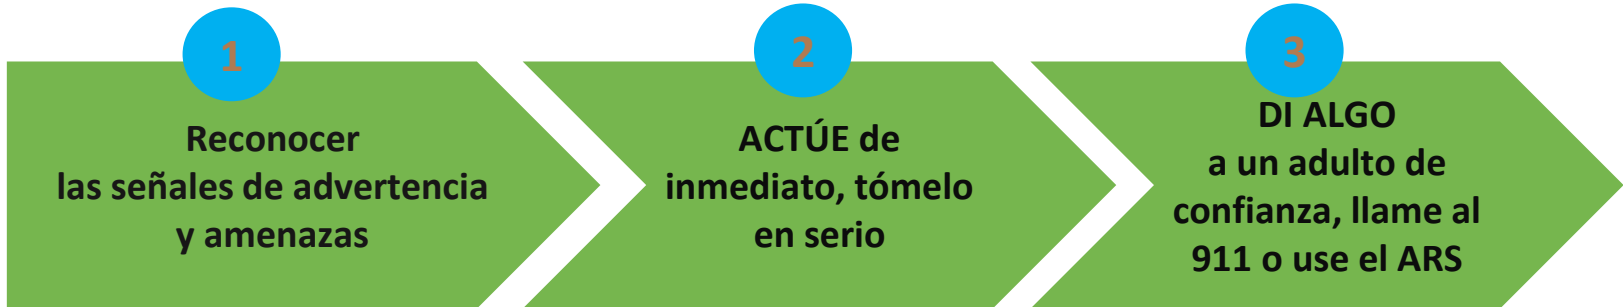 1
Reconocer
las señales de advertencia
y amenazas
2
ACTÚE de
inmediato, tómelo
en serio
3
DI ALGO
a un adulto de
confianza, llame al
911 o use el ARS